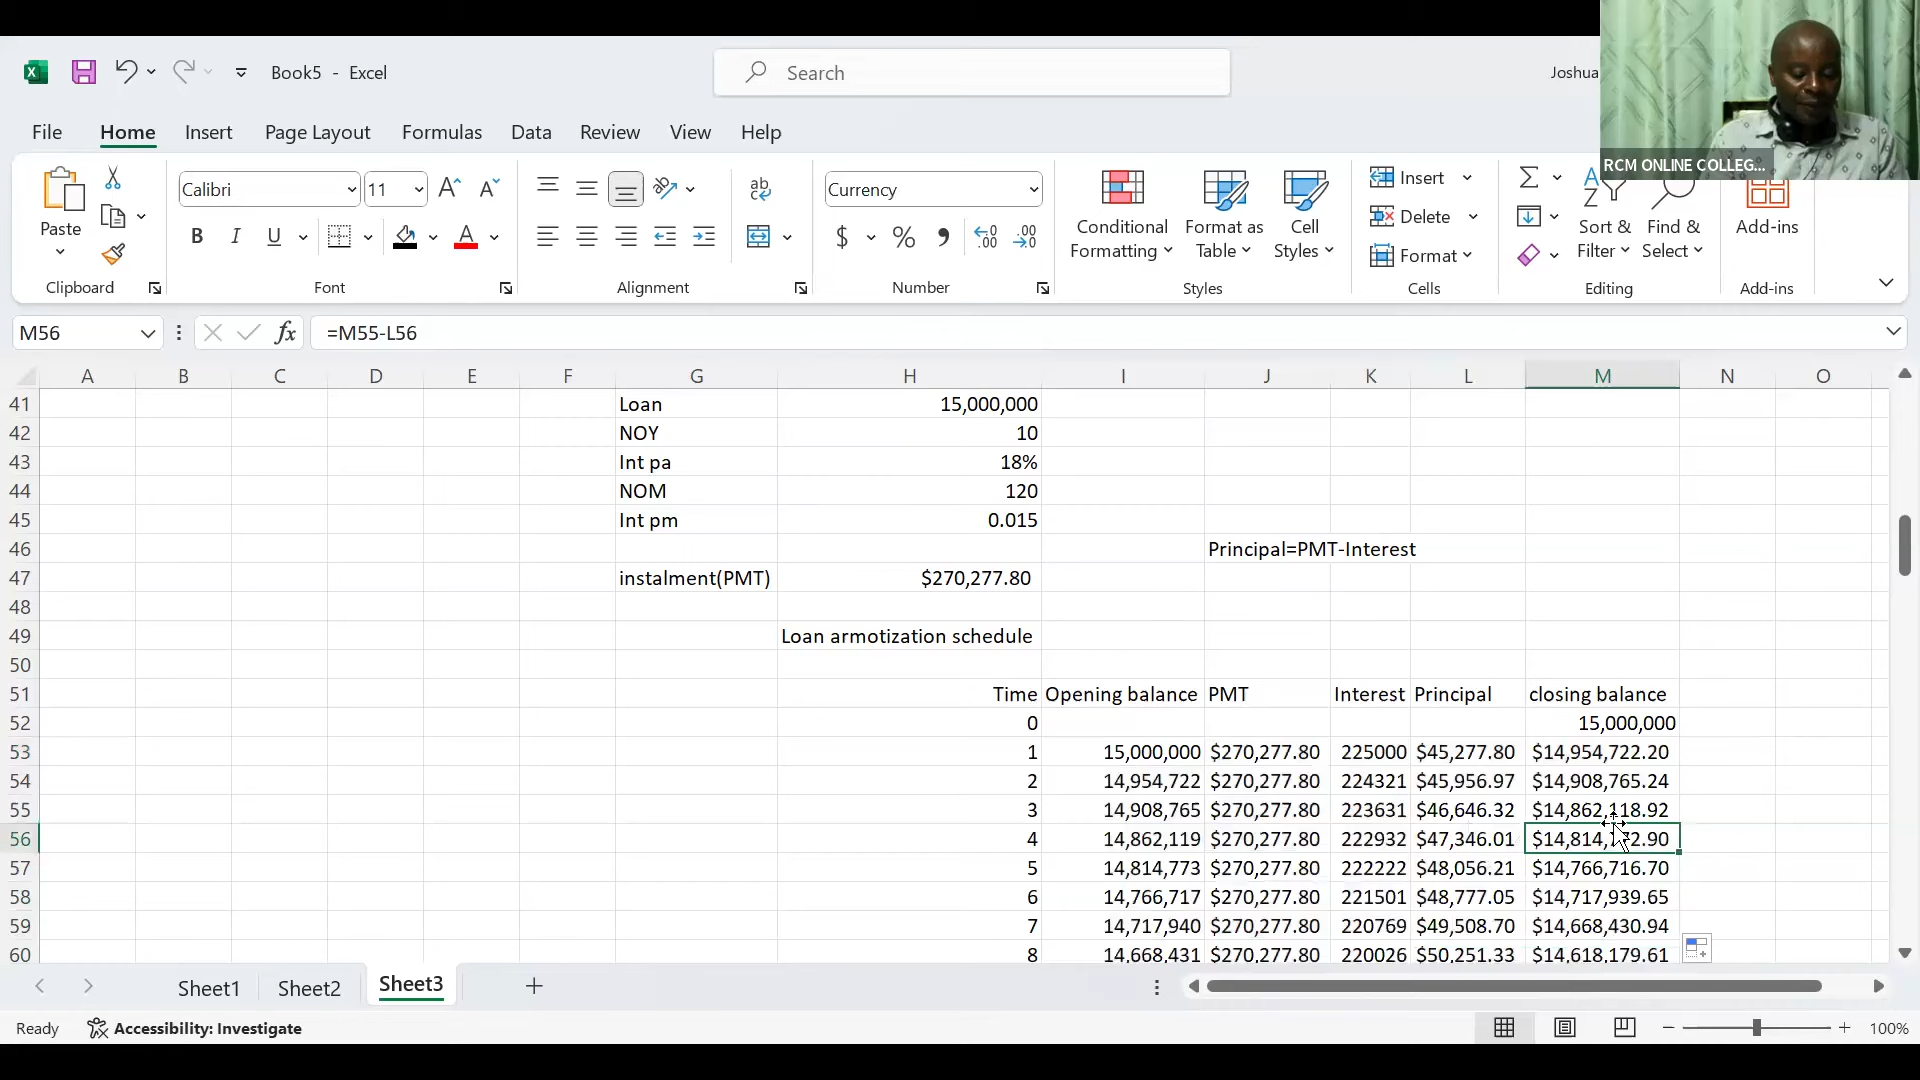 Book5 - Excel
Search
Joshua
RCM ONLINE COLLEG...
File Home Insert Page Layout Formulas Data Review View Help
Calibri 11 Currency
Insert
Delete
Format
Paste
Conditional Formatting
Format as Table
Cell Styles
Sort & Filter
Find & Select
Add-ins
Clipboard Font Alignment Number Styles Cells Editing Add-ins
M56 =M55-L56
A B C D E F G H I J K L M N O
41 Loan 15,000,000
42 NOY 10
43 Int pa 18%
44 NOM 120
45 Int pm 0.015
46 Principal=PMT-Interest
47 instalment(PMT) $270,277.80
48
49 Loan armotization schedule
50
51 Time Opening balance PMT Interest Principal closing balance
52 0 15,000,000
53 1 15,000,000 $270,277.80 225000 $45,277.80 $14,954,722.20
54 2 14,954,722 $270,277.80 224321 $45,956.97 $14,908,765.24
55 3 14,908,765 $270,277.80 223631 $46,646.32 $14,862,118.92
56 4 14,862,119 $270,277.80 222932 $47,346.01
57 5 14,814,773 $270,277.80 222222 $48,056.21 $14,766,716.70
58 6 14,766,717 $270,277.80 221501 $48,777.05 $14,717,939.65
59 7 14,717,940 $270,277.80 220769 $49,508.70 $14,668,430.94
60 8 14,668,431 $270,277.80 220026 $50,251.33 $14,618,179.61
Sheet1 Sheet2 Sheet3
Ready Accessibility: Investigate 100%